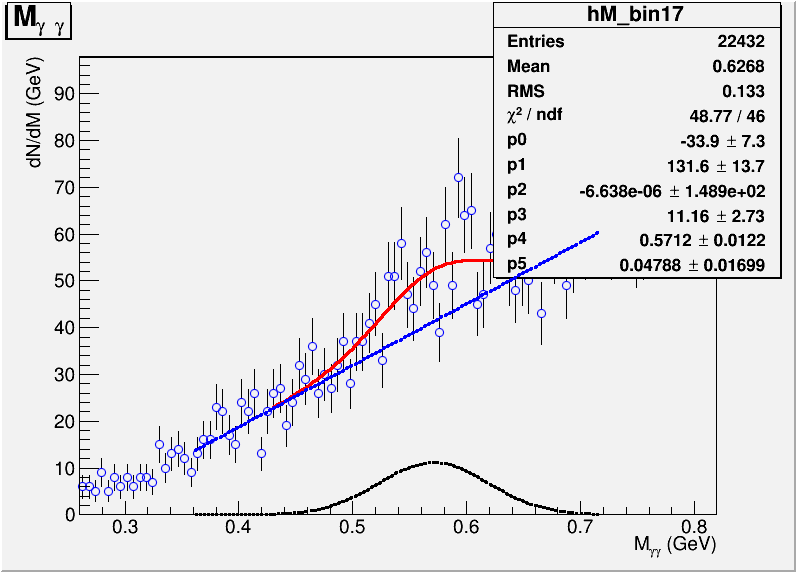 M γ γ
hM_bin17
Entries 22432
Mean 0.6268
RMS 0.133
χ² / ndf 48.77 / 46
p0 -33.9 ± 7.3
p1 131.6 ± 13.7
p2 -6.638e-06 ± 1.489e+02
p3 11.16 ± 2.73
p4 0.5712 ± 0.0122
p5 0.04788 ± 0.01699
dN/dM (GeV)
90
80
70
60
50
40
30
20
10
0
0.3 0.4 0.5 0.6 0.7 0.8
Mγγ (GeV)